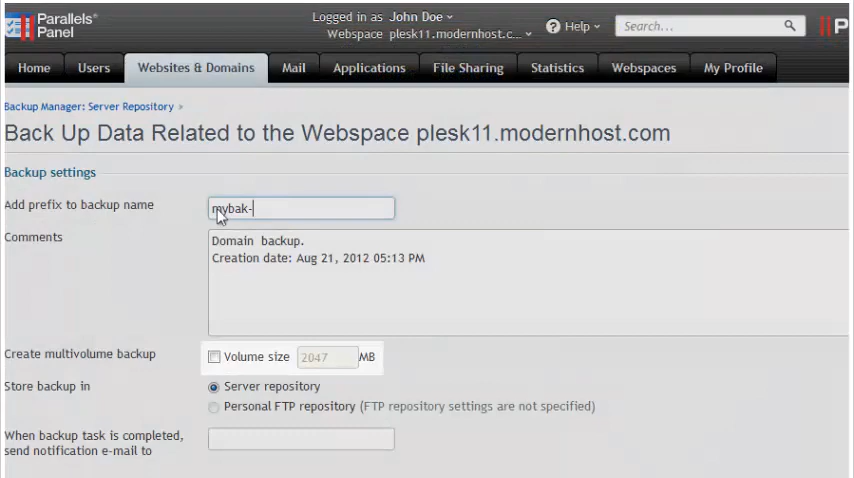 Parallels® Panel
Logged in as John Doe
Webspace plesk11.modernhost.c...
Help
Search...
P
Home Users Websites & Domains Mail Applications File Sharing Statistics Webspaces My Profile
Backup Manager: Server Repository
Back Up Data Related to the Webspace plesk11.modernhost.com
Backup settings
Add prefix to backup name mybak-
Comments
Domain backup.
Creation date: Aug 21, 2012 05:13 PM
Create multivolume backup Volume size 2047 MB
Store backup in Server repository
Personal FTP repository (FTP repository settings are not specified)
When backup task is completed,
send notification e-mail to